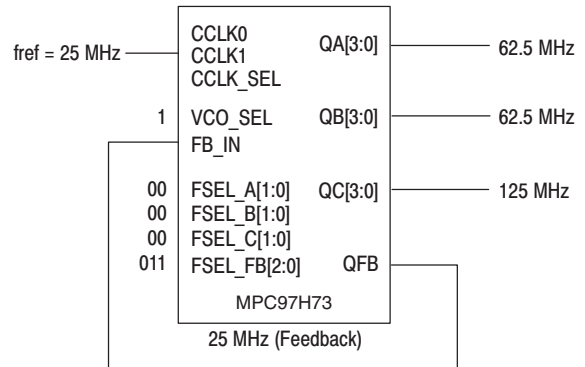 CCLK0
fref = 25 MHz CCLK1
CCLK_SEL
QA[3:0] 62.5 MHz
1 VCO_SEL QB[3:0] 62.5 MHz
FB_IN
00 FSEL_A[1:0] QC[3:0] 125 MHz
00 FSEL_B[1:0]
00 FSEL_C[1:0]
011 FSEL_FB[2:0] QFB
MPC97H73
25 MHz (Feedback)